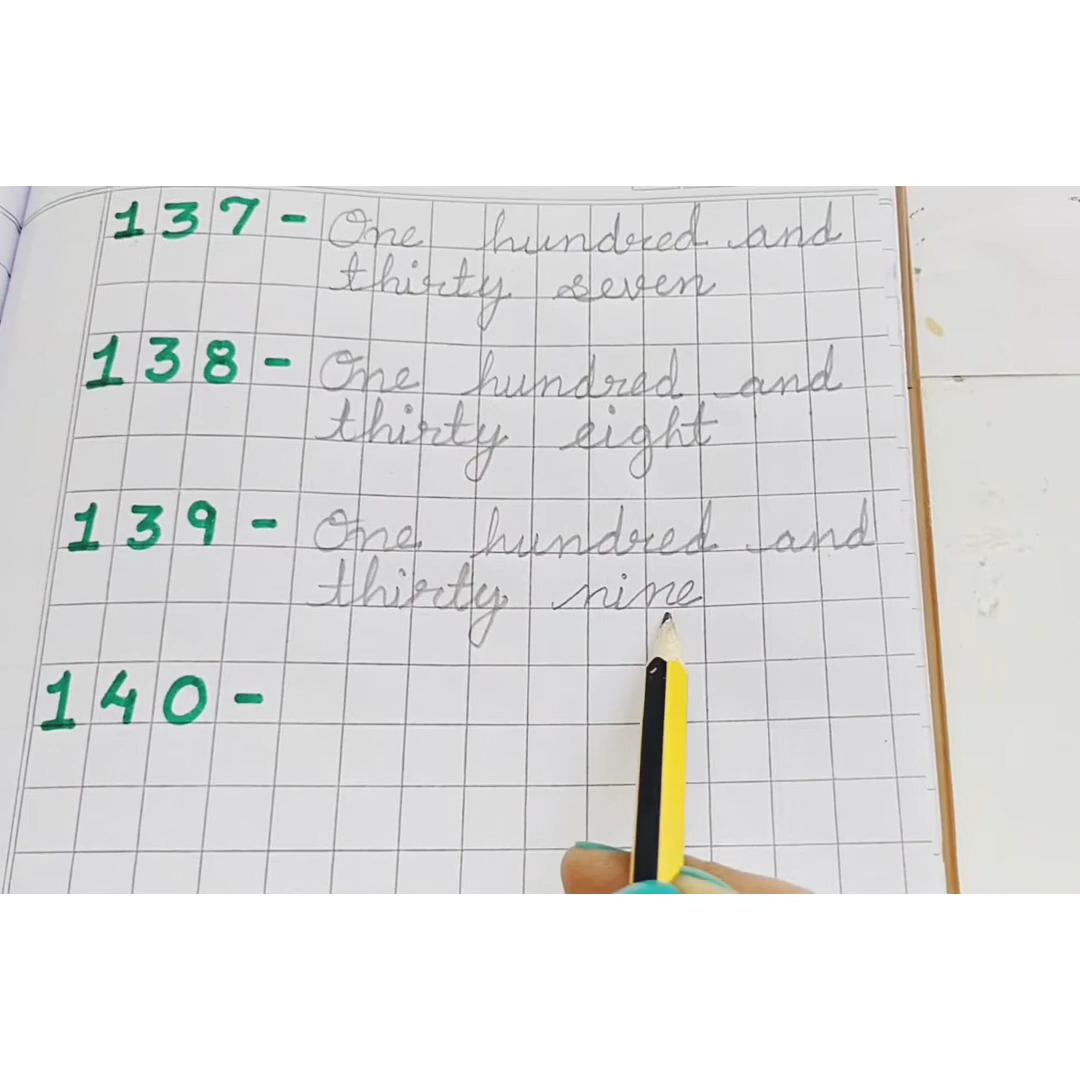 137 - One hundred and
thirty seven
138 - One hundred and
thirty eight
139 - One hundred and
thirty nine
140 -